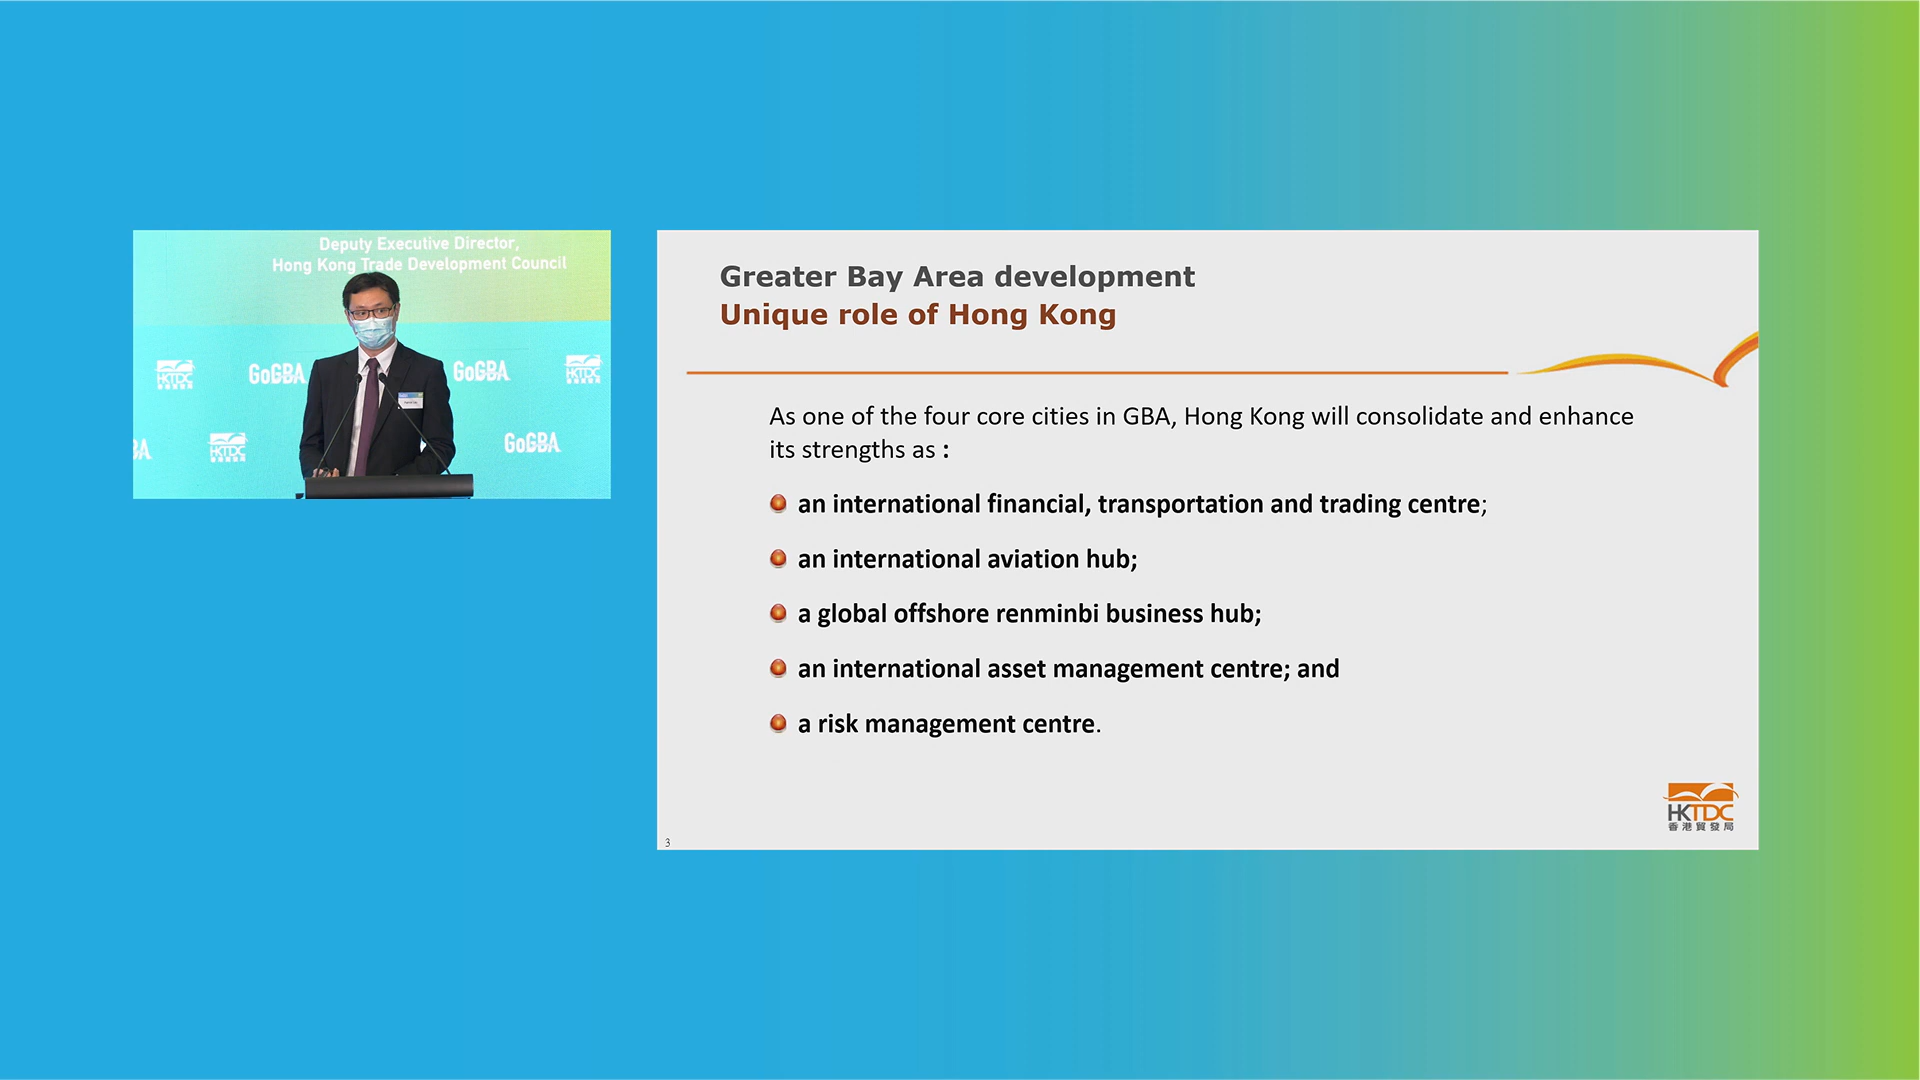 Deputy Executive Director,
Hong Kong Trade Development Council
HKTDC
GoGBA
GoGBA
HKTDC
BA
HKTDC
GoGBA
Greater Bay Area development
Unique role of Hong Kong
As one of the four core cities in GBA, Hong Kong will consolidate and enhance
its strengths as :
an international financial, transportation and trading centre;
an international aviation hub;
a global offshore renminbi business hub;
an international asset management centre; and
a risk management centre.
HKTDC
香港貿發局
3